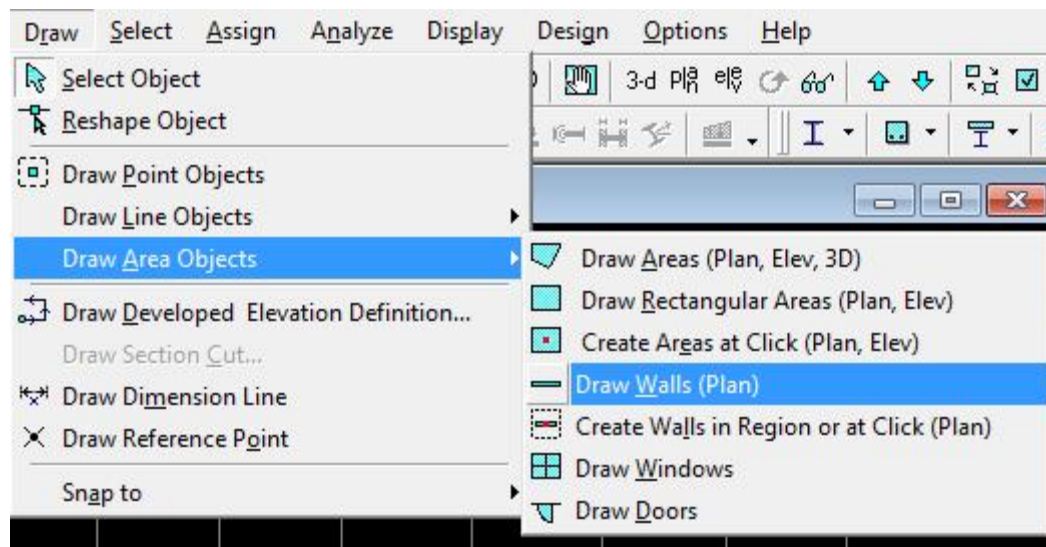 Draw Select Assign Analyze Display Design Options Help
Select Object
Reshape Object
Draw Point Objects
Draw Line Objects
Draw Area Objects
Draw Developed Elevation Definition...
Draw Section Cut...
Draw Dimension Line
Draw Reference Point
Snap to
3-d
Draw Areas (Plan, Elev, 3D)
Draw Rectangular Areas (Plan, Elev)
Create Areas at Click (Plan, Elev)
Draw Walls (Plan)
Create Walls in Region or at Click (Plan)
Draw Windows
Draw Doors